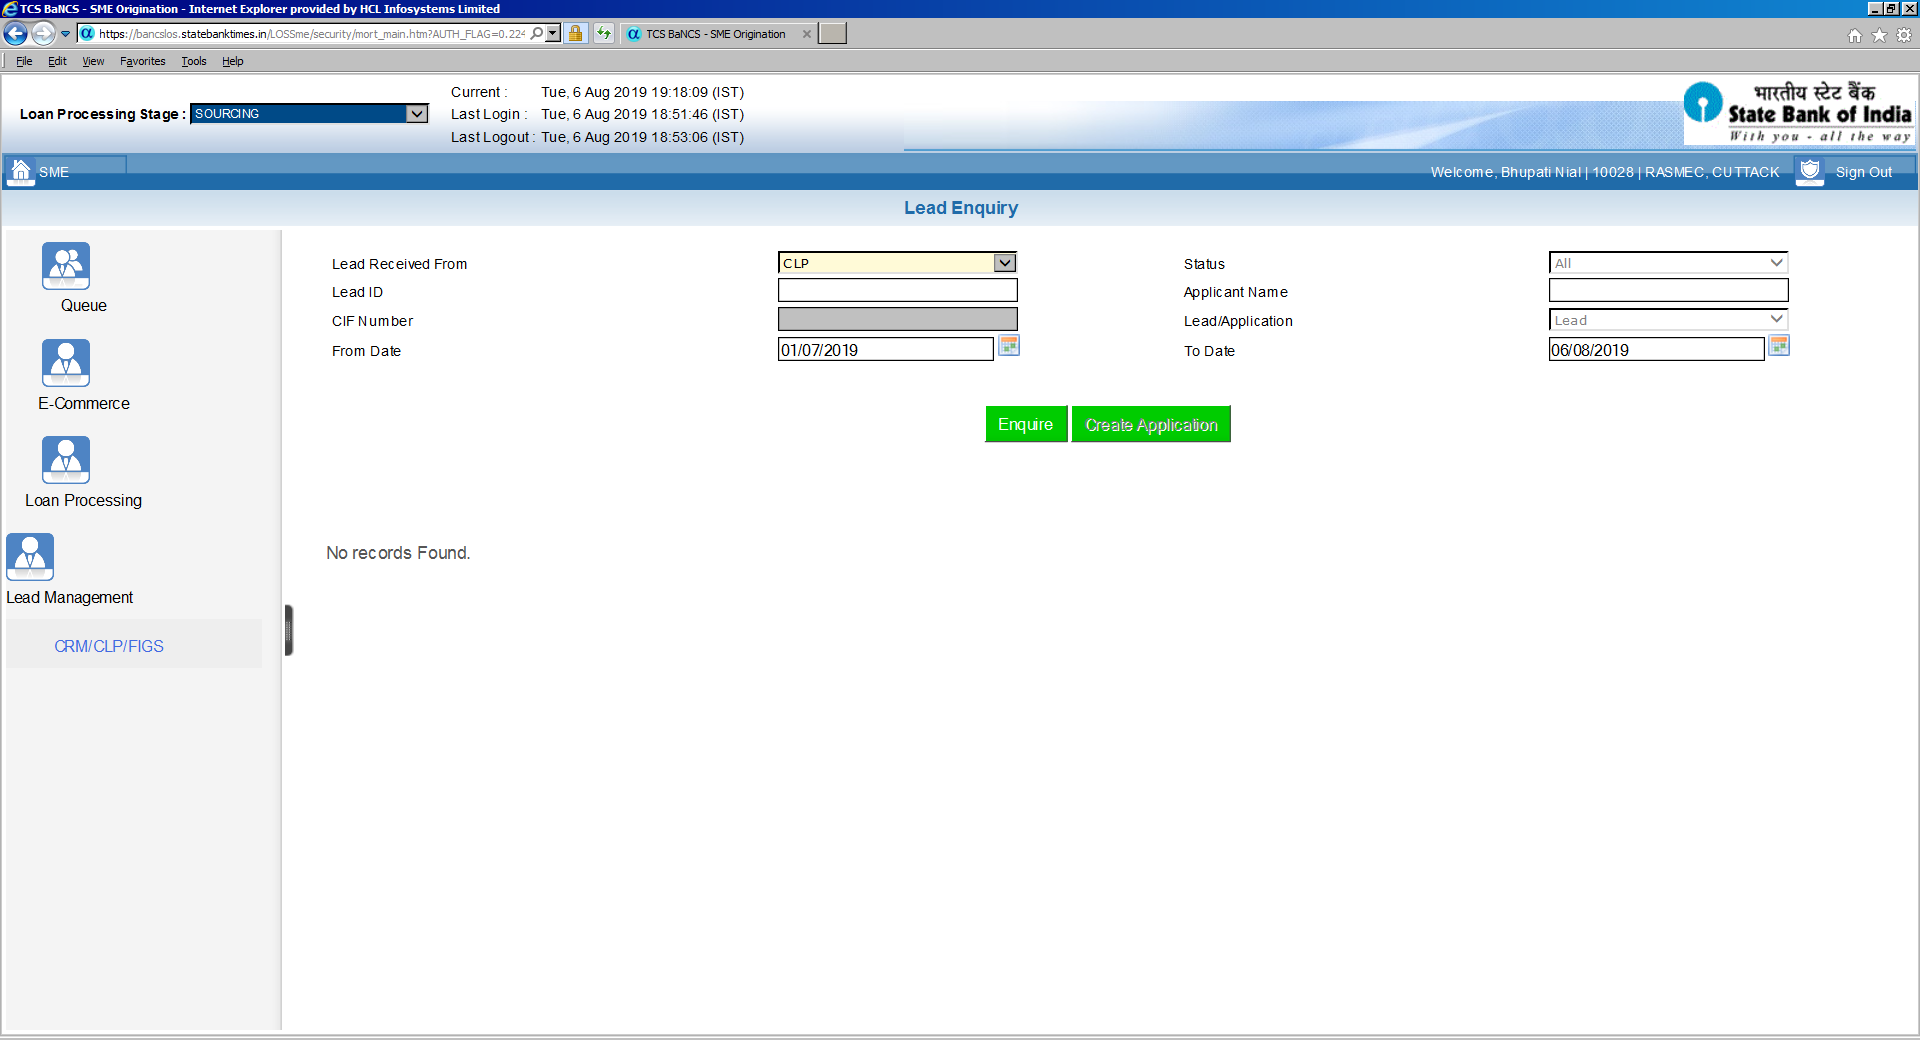 TCS BaNCS - SME Origination - Internet Explorer provided by HCL Infosystems Limited
https://bancslos.statebanktimes.in/LOSSme/security/mort_main.htm?AUTH_FLAG=0.224
TCS BaNCS - SME Origination
File Edit View Favorites Tools Help
Loan Processing Stage : SOURCING
Current : Tue, 6 Aug 2019 19:18:09 (IST)
Last Login : Tue, 6 Aug 2019 18:51:46 (IST)
Last Logout : Tue, 6 Aug 2019 18:53:06 (IST)
भारतीय स्टेट बैंक
State Bank of India
With you - all the way
SME
Welcome, Bhupati Nial | 10028 | RASMEC, CUTTACK
Sign Out
Lead Enquiry
Queue
E-Commerce
Loan Processing
Lead Management
CRM/CLP/FIGS
Lead Received From CLP Status All
Lead ID Applicant Name
CIF Number Lead/Application Lead
From Date 01/07/2019 To Date 06/08/2019
Enquire Create Application
No records Found.